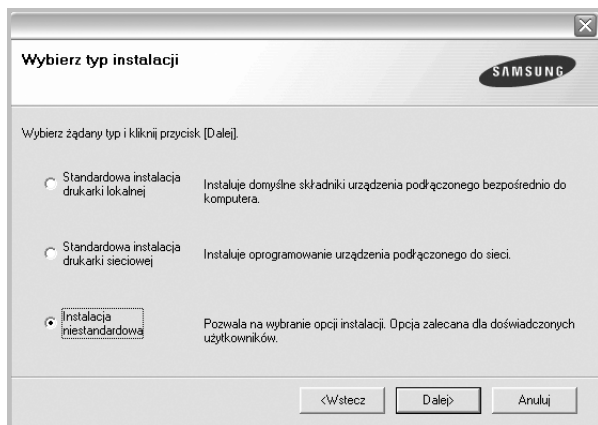 Wybierz typ instalacji
SAMSUNG
Wybierz żądany typ i kliknij przycisk [Dalej].
Standardowa instalacja
drukarki lokalnej
Instaluje domyślne składniki urządzenia podłączonego bezpośrednio do
komputera.
Standardowa instalacja
drukarki sieciowej
Instaluje oprogramowanie urządzenia podłączonego do sieci.
Instalacja
niestandardowa
Pozwala na wybranie opcji instalacji. Opcja zalecana dla doświadczonych
użytkowników.
<Wstecz
Dalej>
Anuluj